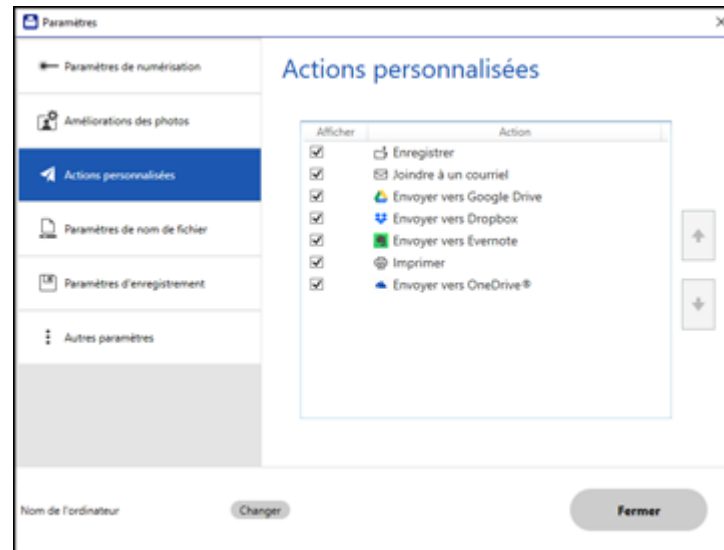 Paramètres
Paramètres de numérisation
Améliorations des photos
Actions personnalisées
Paramètres de nom de fichier
Paramètres d'enregistrement
Autres paramètres
Actions personnalisées
Afficher Action
Enregistrer
Joindre à un courriel
Envoyer vers Google Drive
Envoyer vers Dropbox
Envoyer vers Evernote
Imprimer
Envoyer vers OneDrive®
Nom de l'ordinateur
Changer
Fermer